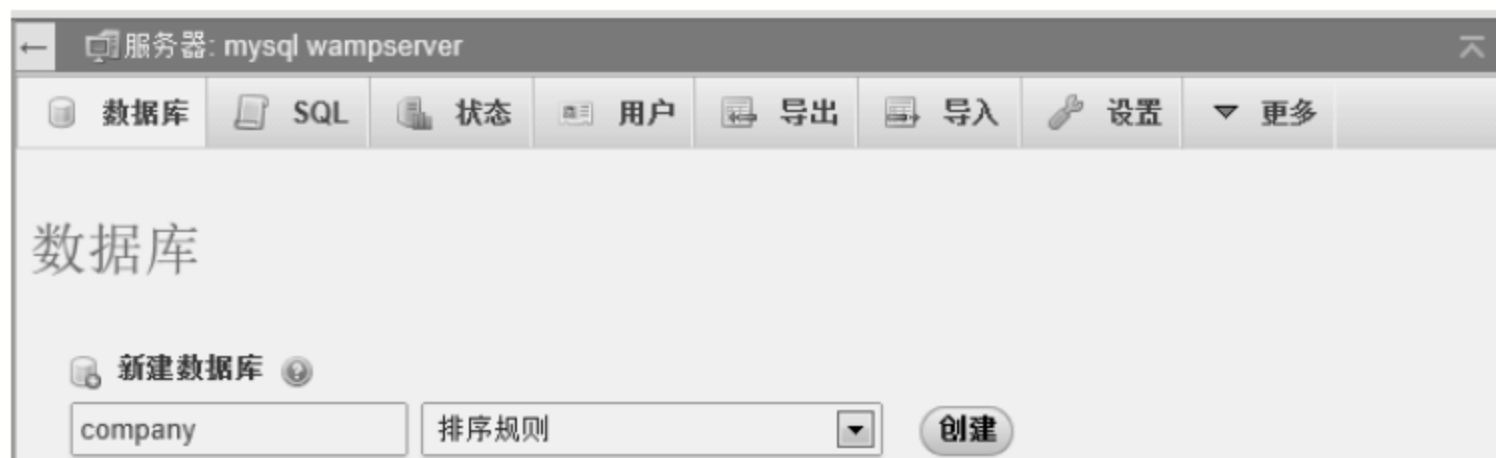 服务器: mysql wampserver
数据库 SQL 状态 用户 导出 导入 设置 更多
数据库
新建数据库
company 排序规则 创建